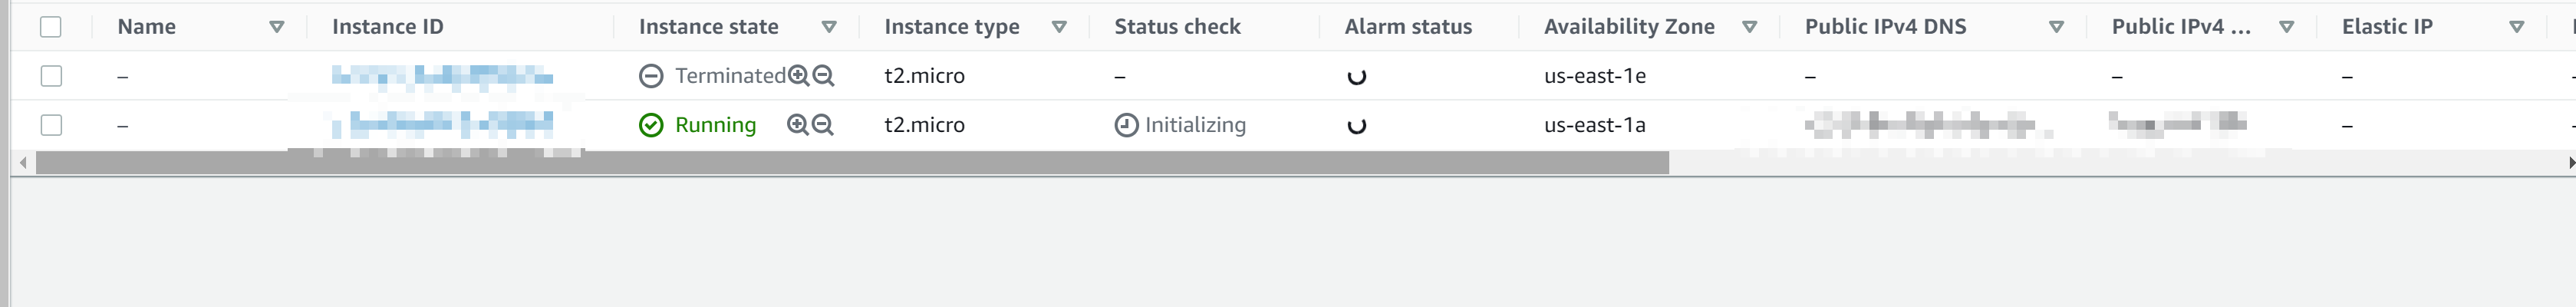 Name Instance ID Instance state Instance type Status check Alarm status Availability Zone Public IPv4 DNS Public IPv4 ... Elastic IP
– Terminated t2.micro – us-east-1e – – –
– Running t2.micro Initializing us-east-1a –